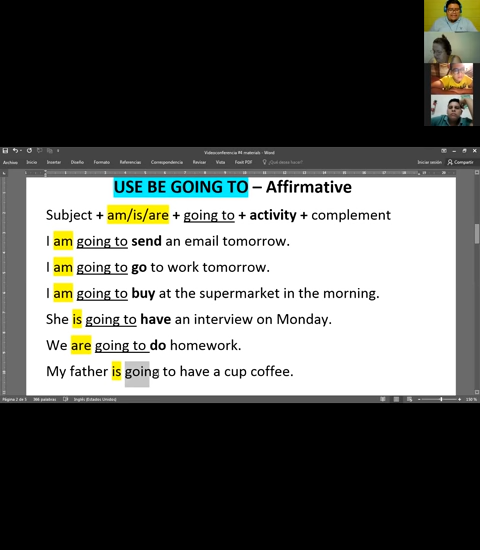 Videoconferencia P4 materials - Word
Archivo Inicio Insertar Diseño Formato Referencias Correspondencia Revisar Vista Foxit PDF ¿Qué desea hacer? Iniciar sesión Compartir
USE BE GOING TO – Affirmative
Subject + am/is/are + going to + activity + complement
I am going to send an email tomorrow.
I am going to go to work tomorrow.
I am going to buy at the supermarket in the morning.
She is going to have an interview on Monday.
We are going to do homework.
My father is going to have a cup coffee.
Página 2 de 5 palabras Inglés (Estados Unidos) 130 %